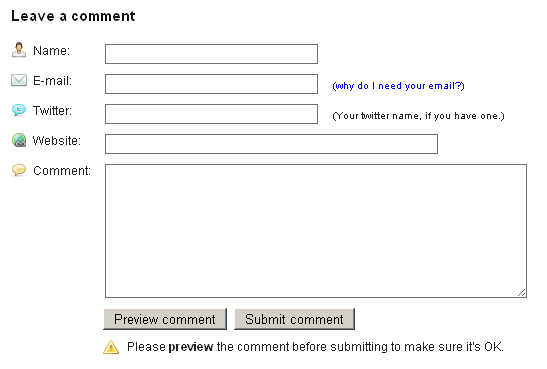 Leave a comment
Name:
E-mail: (why do I need your email?)
Twitter: (Your twitter name, if you have one.)
Website:
Comment:
Preview comment Submit comment
Please preview the comment before submitting to make sure it's OK.